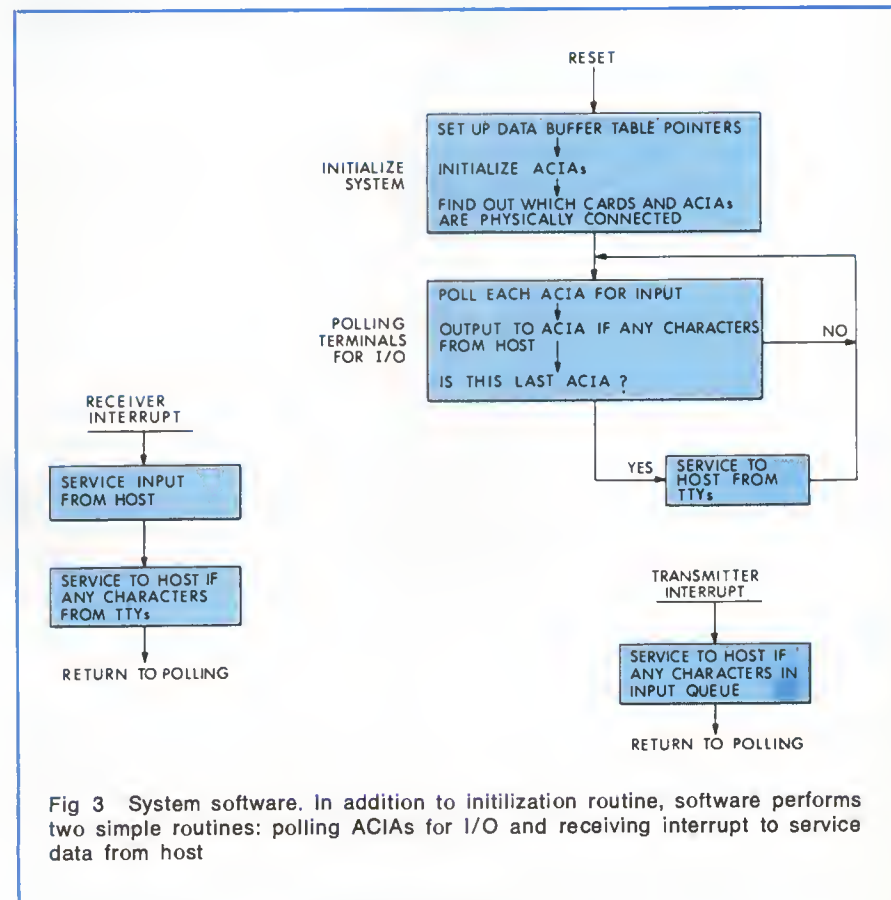 RESET
SET UP DATA BUFFER TABLE POINTERS
INITIALIZE ACIAs
FIND OUT WHICH CARDS AND ACIAs
ARE PHYSICALLY CONNECTED
INITIALIZE
SYSTEM
POLL EACH ACIA FOR INPUT
OUTPUT TO ACIA IF ANY CHARACTERS
FROM HOST
IS THIS LAST ACIA ?
POLLING
TERMINALS
FOR I/O
NO
YES
SERVICE TO
HOST FROM
TTYs
RECEIVER
INTERRUPT
SERVICE INPUT
FROM HOST
SERVICE TO HOST IF
ANY CHARACTERS
FROM TTYs
RETURN TO POLLING
TRANSMITTER
INTERRUPT
SERVICE TO HOST IF
ANY CHARACTERS IN
INPUT QUEUE
RETURN TO POLLING
Fig 3 System software. In addition to initilization routine, software performs
two simple routines: polling ACIAs for I/O and receiving interrupt to service
data from host